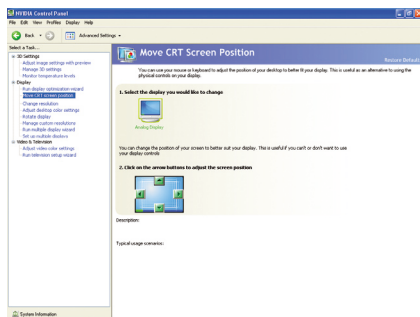 NVIDIA Control Panel
File Edit View Profiles Display Help
Back Advanced Settings
Select a Task...
3D Settings
Adjust image settings with preview
Manage 3D settings
Monitor temperature levels
Display
Run display optimization wizard
Move CRT screen position
Change resolution
Adjust desktop color settings
Rotate display
Manage custom resolutions
Run multiple display wizard
Set up multiple displays
Video & Television
Adjust video color settings
Run television setup wizard
System Information
Move CRT Screen Position
Restore Default
You can use your mouse or keyboard to adjust the position of your desktop to better fit your display. This is useful as an alternative to using the
physical controls on your display.
1. Select the display you would like to change
Analog Display
You can change the position of your screen to better suit your display. This is useful if you can't or don't want to use
your display controls
2. Click on the arrow buttons to adjust the screen position
Description:
Typical usage scenarios: